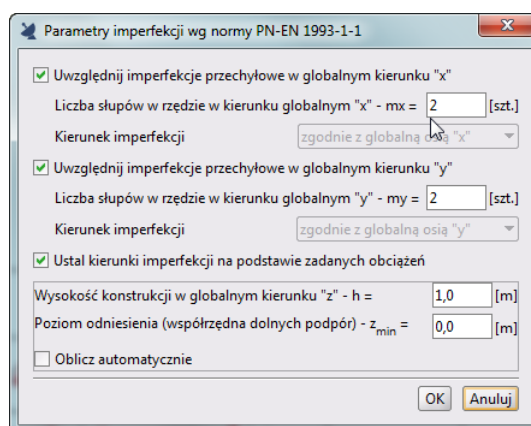 Parametry imperfekcji wg normy PN-EN 1993-1-1
Uwzględnij imperfekcje przechyłowe w globalnym kierunku "x"
Liczba słupów w rzędzie w kierunku globalnym "x" - mx = 2 [szt.]
Kierunek imperfekcji zgodnie z globalną osią "x"
Uwzględnij imperfekcje przechyłowe w globalnym kierunku "y"
Liczba słupów w rzędzie w kierunku globalnym "y" - my = 2 [szt.]
Kierunek imperfekcji zgodnie z globalną osią "y"
Ustal kierunki imperfekcji na podstawie zadanych obciążeń
Wysokość konstrukcji w globalnym kierunku "z" - h = 1,0 [m]
Poziom odniesienia (współrzędna dolnych podpór) - zmin = 0,0 [m]
Oblicz automatycznie
OK Anuluj